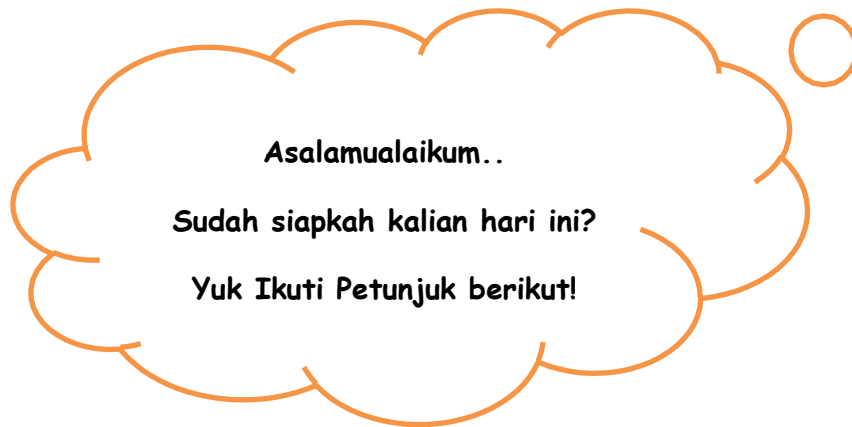 Asalamualaikum..
Sudah siapkah kalian hari ini?
Yuk Ikuti Petunjuk berikut!